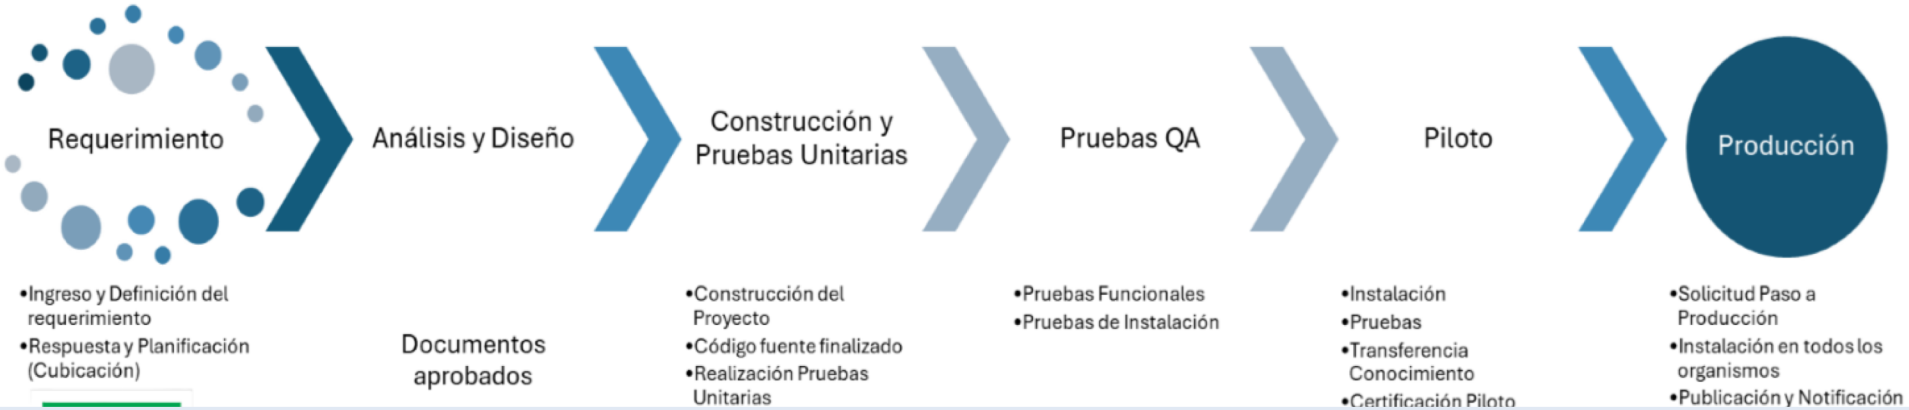 Requerimiento
Análisis y Diseño
Construcción y
Pruebas Unitarias
Pruebas QA
Piloto
Producción
•Ingreso y Definición del
requerimiento
•Respuesta y Planificación
(Cubicación)
Documentos
aprobados
•Construcción del
Proyecto
•Código fuente finalizado
•Realización Pruebas
Unitarias
•Pruebas Funcionales
•Pruebas de Instalación
•Instalación
•Pruebas
•Transferencia
Conocimiento
•Certificación Piloto
•Solicitud Paso a
Producción
•Instalación en todos los
organismos
•Publicación y Notificación